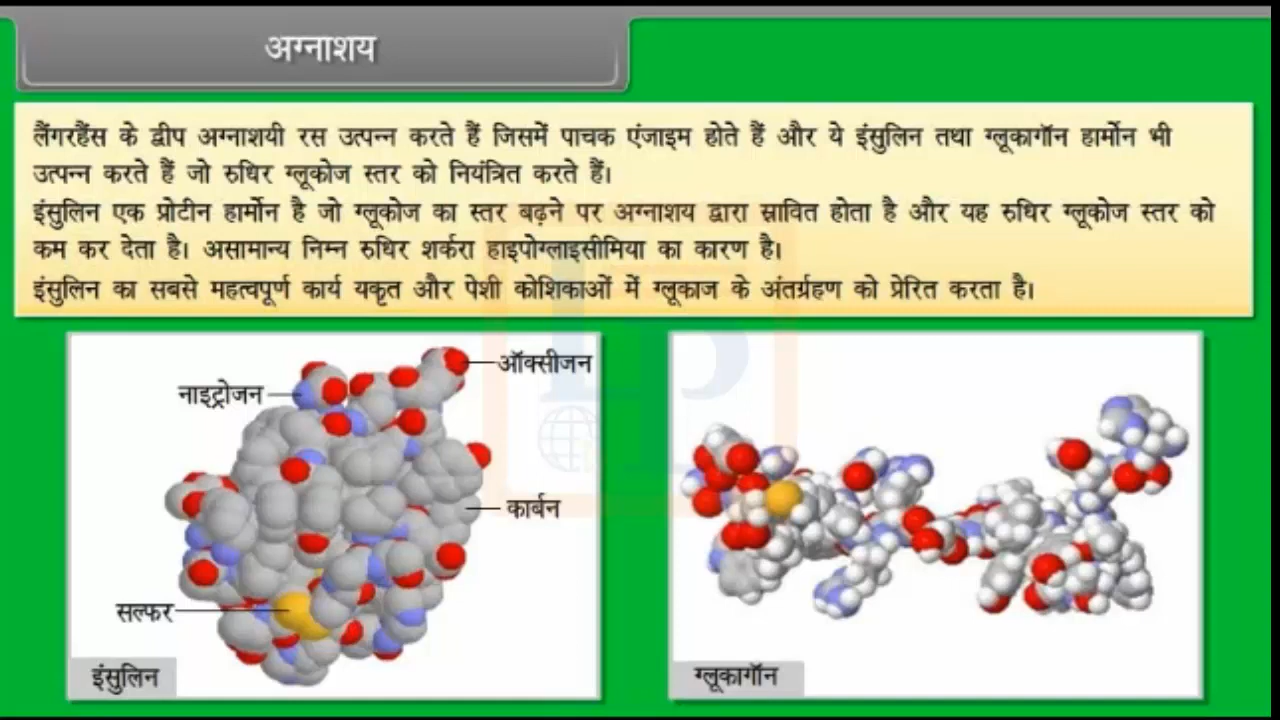 अग्नाशय
लैंगरहैंस के द्वीप अग्नाशयी रस उत्पन्न करते हैं जिसमें पाचक एंजाइम होते हैं और ये इंसुलिन तथा ग्लूकागॉन हार्मोन भी
उत्पन्न करते हैं जो रुधिर ग्लूकोज स्तर को नियंत्रित करते हैं।
इंसुलिन एक प्रोटीन हार्मोन है जो ग्लूकोज का स्तर बढ़ने पर अग्नाशय द्वारा स्रावित होता है और यह रुधिर ग्लूकोज स्तर को
कम कर देता है। असामान्य निम्न रुधिर शर्करा हाइपोग्लाइसीमिया का कारण है।
इंसुलिन का सबसे महत्वपूर्ण कार्य यकृत और पेशी कोशिकाओं में ग्लूकाज के अंतर्ग्रहण को प्रेरित करता है।
ऑक्सीजन
नाइट्रोजन
कार्बन
सल्फर
इंसुलिन
ग्लूकागॉन